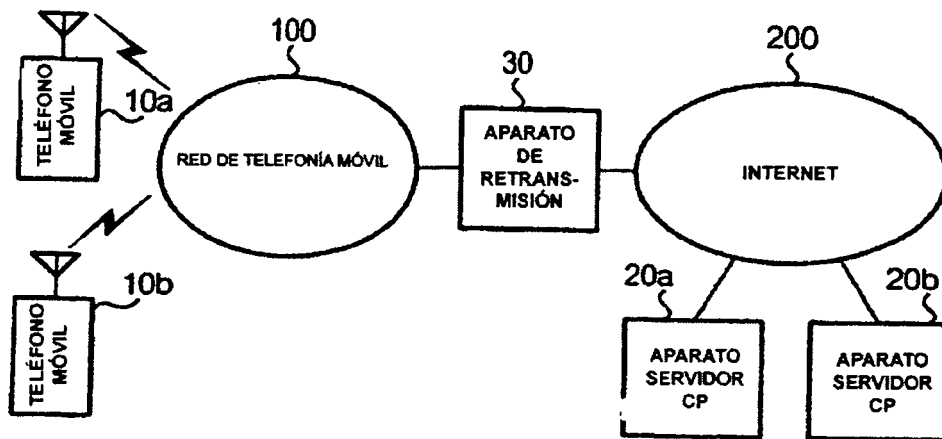 100
200
30
10a
TELÉFONO
MÓVIL
RED DE TELEFONÍA MÓVIL
APARATO
DE
RETRANS-
MISIÓN
INTERNET
10b
TELÉFONO
MÓVIL
20a
20b
APARATO
SERVIDOR
CP
APARATO
SERVIDOR
CP